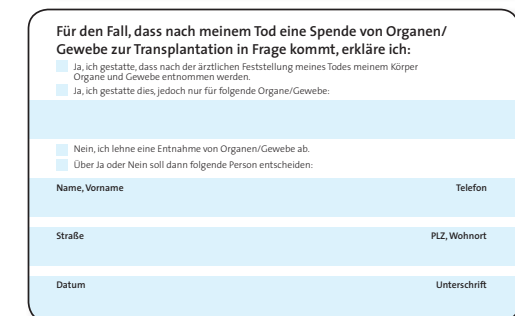 Für den Fall, dass nach meinem Tod eine Spende von Organen/
Gewebe zur Transplantation in Frage kommt, erkläre ich:
Ja, ich gestatte, dass nach der ärztlichen Feststellung meines Todes meinem Körper
Organe und Gewebe entnommen werden.
Ja, ich gestatte dies, jedoch nur für folgende Organe/Gewebe:
Nein, ich lehne eine Entnahme von Organen/Gewebe ab.
Über Ja oder Nein soll dann folgende Person entscheiden:
Name, Vorname Telefon
Straße PLZ, Wohnort
Datum Unterschrift